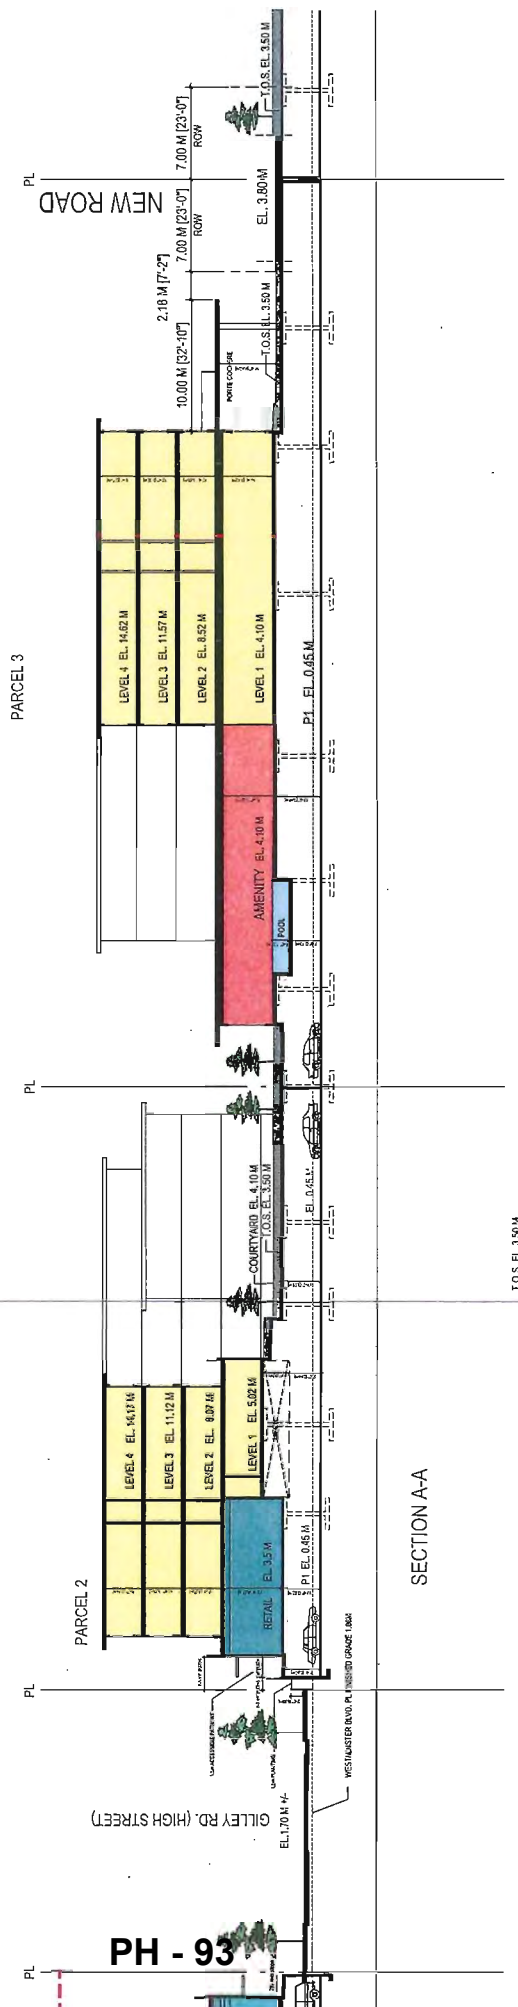 PL
NEW ROAD
7.00 M [23'-0"]
ROW
7.00 M [23'-0"]
ROW
2.18 M [7'-2"]
10.00 M [32'-10"]
T.O.S. EL. 3.50 M
EL. 3.80 M
T.O.S. EL. 3.50 M
PARCEL 3
LEVEL 4 EL. 14.62 M
LEVEL 3 EL. 11.57 M
LEVEL 2 EL. 8.52 M
LEVEL 1 EL. 4.10 M
P1 EL. 0.45 M
AMENITY EL. 4.10 M
POOL
PL
COURTYARD EL. 4.10 M
T.O.S. EL. 3.50 M
EL. 0.45 M
T.O.S. EL. 3.50 M
PARCEL 2
LEVEL 4 EL. 14.17 M
LEVEL 3 EL. 11.12 M
LEVEL 2 EL. 8.07 M
LEVEL 1 EL. 5.02 M
RETAIL EL. 3.5 M
P1 EL. 0.45 M
SECTION A-A
PL
GILLEY RD. (HIGH STREET)
EL. 1.70 M +/-
PL
PH - 93